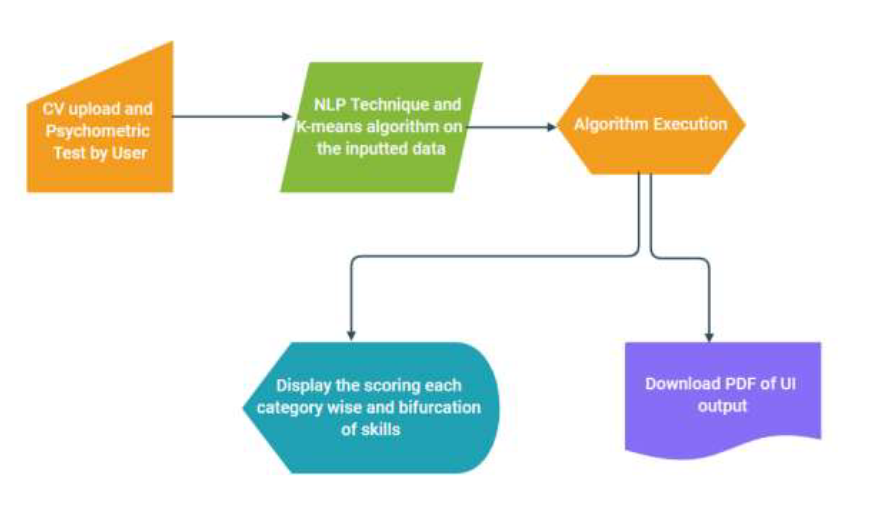 CV upload and
Psychometric
Test by User
NLP Technique and
K-means algorithm on
the inputted data
Algorithm Execution
Display the scoring each
category wise and bifurcation
of skills
Download PDF of UI
output